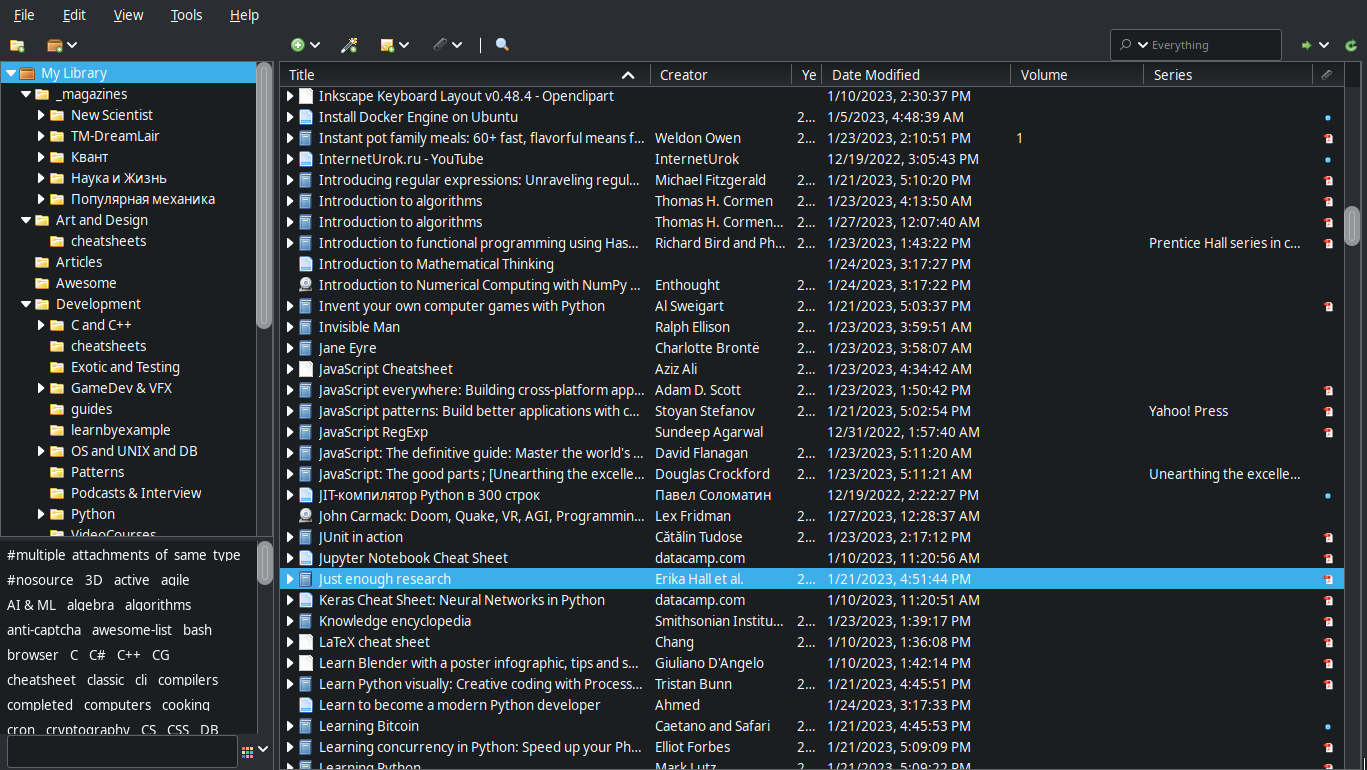 File Edit View Tools Help
Everything
My Library
_magazines
New Scientist
TM-DreamLair
Квант
Наука и Жизнь
Популярная механика
Art and Design
cheatsheets
Articles
Awesome
Development
C and C++
cheatsheets
Exotic and Testing
GameDev & VFX
guides
learnbyexample
OS and UNIX and DB
Patterns
Podcasts & Interview
Python
VideoCourses
#multiple attachments of same type
#nosource 3D active agile
AI & ML algebra algorithms
anti-captcha awesome-list bash
browser C C# C++ CG
cheatsheet classic cli compilers
completed computers cooking
cron cryptography CS CSS DB
Title Creator Ye Date Modified Volume Series
Inkscape Keyboard Layout v0.48.4 - Openclipart 1/10/2023, 2:30:37 PM
Install Docker Engine on Ubuntu 2... 1/5/2023, 4:48:39 AM
Instant pot family meals: 60+ fast, flavorful means f... Weldon Owen 2... 1/23/2023, 2:10:51 PM 1
InternetUrok.ru - YouTube InternetUrok 2... 12/19/2022, 3:05:43 PM
Introducing regular expressions: Unraveling regul... Michael Fitzgerald 2... 1/21/2023, 5:10:20 PM
Introduction to algorithms Thomas H. Cormen 2... 1/23/2023, 4:13:50 AM
Introduction to algorithms Thomas H. Cormen... 2... 1/27/2023, 12:07:40 AM
Introduction to functional programming using Has... Richard Bird and Ph... 2... 1/23/2023, 1:43:22 PM Prentice Hall series in c...
Introduction to Mathematical Thinking 1/24/2023, 3:17:27 PM
Introduction to Numerical Computing with NumPy ... Enthought 2... 1/24/2023, 3:17:22 PM
Invent your own computer games with Python Al Sweigart 2... 1/21/2023, 5:03:37 PM
Invisible Man Ralph Ellison 2... 1/23/2023, 3:59:51 AM
Jane Eyre Charlotte Brontë 2... 1/23/2023, 3:58:07 AM
JavaScript Cheatsheet Aziz Ali 2... 1/23/2023, 4:34:42 AM
JavaScript everywhere: Building cross-platform app... Adam D. Scott 2... 1/23/2023, 1:50:42 PM
JavaScript patterns: Build better applications with c... Stoyan Stefanov 2... 1/21/2023, 5:02:54 PM Yahoo! Press
JavaScript RegExp Sundeep Agarwal 2... 12/31/2022, 1:57:40 AM
JavaScript: The definitive guide: Master the world's ... David Flanagan 2... 1/23/2023, 5:11:20 AM
JavaScript: The good parts ; [Unearthing the excelle... Douglas Crockford 2... 1/23/2023, 5:11:21 AM Unearthing the excelle...
JIT-компилятор Python в 300 строк Павел Соломатин 2... 12/19/2022, 2:22:27 PM
John Carmack: Doom, Quake, VR, AGI, Programmin... Lex Fridman 2... 1/27/2023, 12:28:37 AM
JUnit in action Cătălin Tudose 2... 1/23/2023, 2:17:12 PM
Jupyter Notebook Cheat Sheet datacamp.com 2... 1/10/2023, 11:20:56 AM
Just enough research Erika Hall et al. 2... 1/21/2023, 4:51:44 PM
Keras Cheat Sheet: Neural Networks in Python datacamp.com 2... 1/10/2023, 11:20:51 AM
Knowledge encyclopedia Smithsonian Institu... 2... 1/23/2023, 1:39:17 PM
LaTeX cheat sheet Chang 2... 1/10/2023, 1:36:08 PM
Learn Blender with a poster infographic, tips and s... Giuliano D'Angelo 1/10/2023, 1:42:14 PM
Learn Python visually: Creative coding with Process... Tristan Bunn 2... 1/21/2023, 4:45:51 PM
Learn to become a modern Python developer Ahmed 1/24/2023, 3:17:33 PM
Learning Bitcoin Caetano and Safari 2... 1/21/2023, 4:45:53 PM
Learning concurrency in Python: Speed up your Ph... Elliot Forbes 2... 1/21/2023, 5:09:09 PM
Learning Python Mark Lutz 2... 1/21/2023, 5:09:22 PM